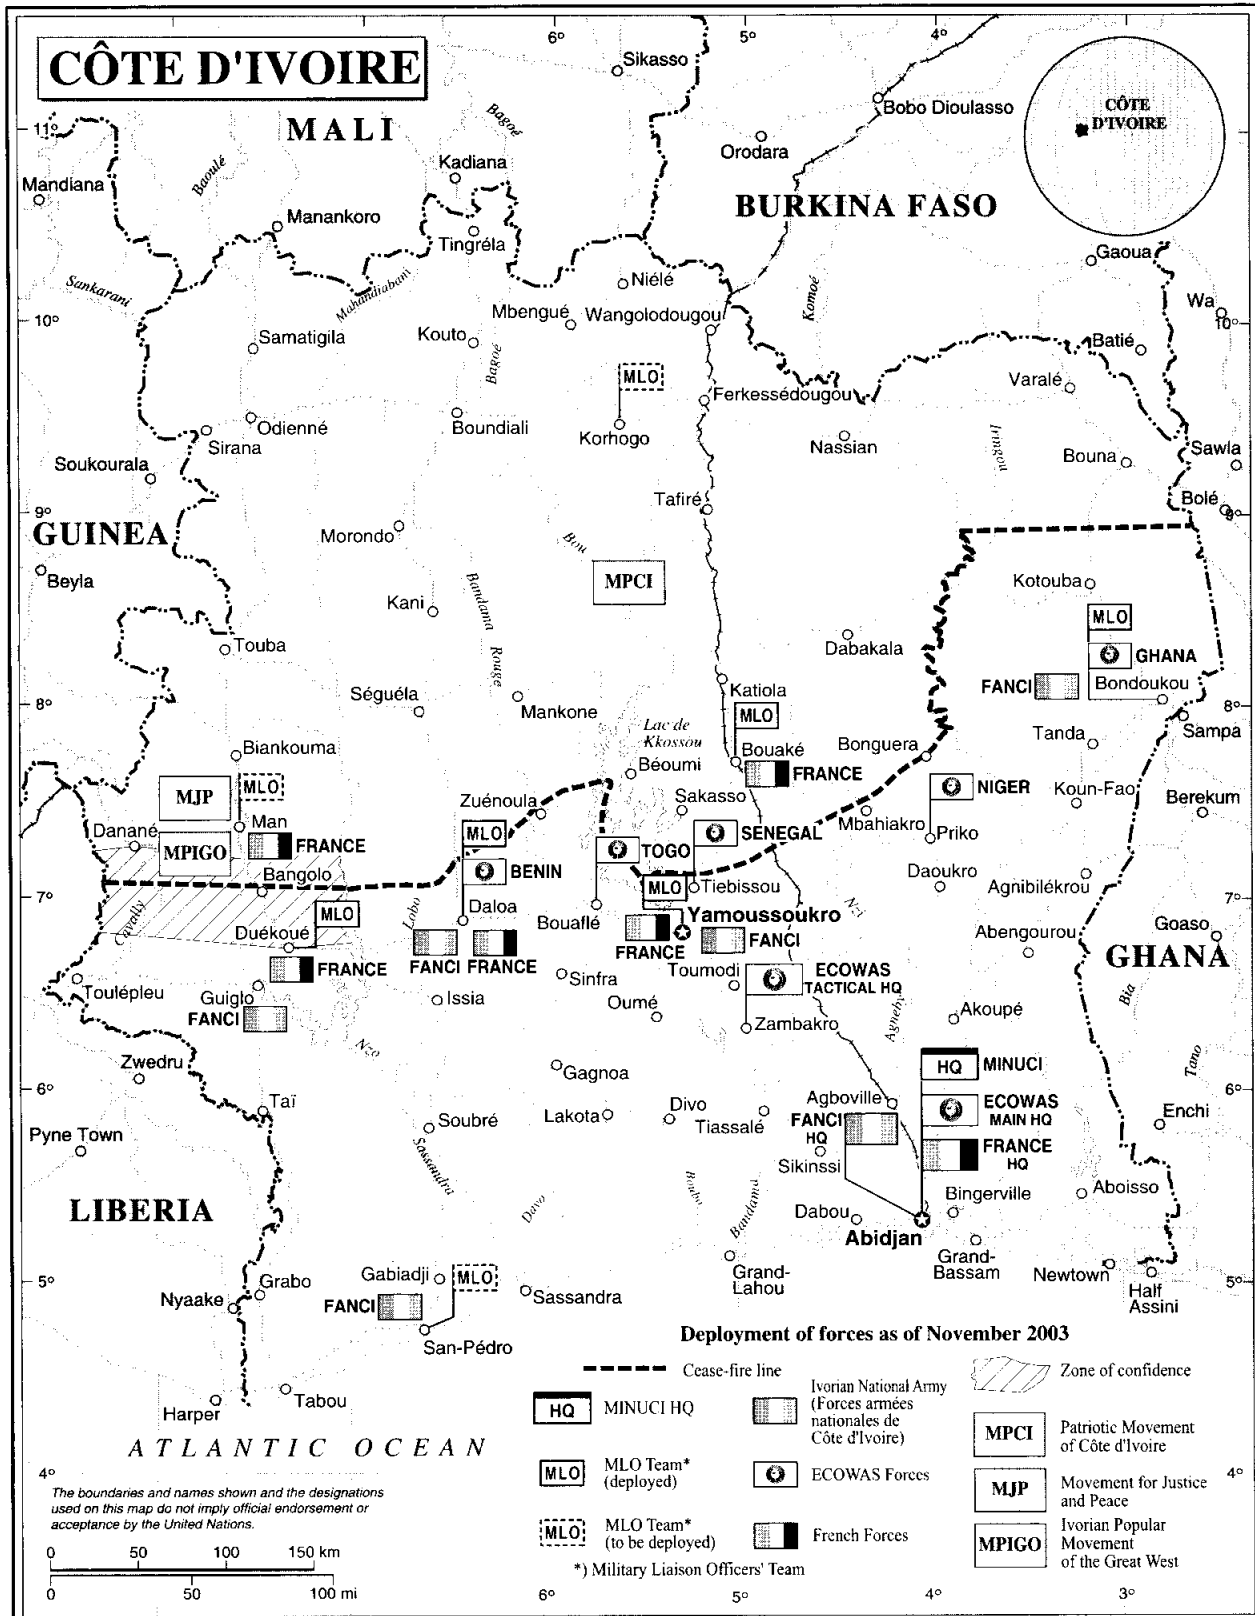 6°
5°
4°
CÔTE D'IVOIRE
Sikasso
Bobo Dioulasso
CÔTE
D'IVOIRE
11°
MALI
Bagoé
Orodara
Kadiana
Mandiana
Baoulé
BURKINA FASO
Manankoro
Tingréla
Gaoua
Sankarani
Mahandiabani
Niélé
Komoé
Wa
10°
Mbengué
Wangolodougou
10°
Samatigila
Kouto
Bagoé
Batié
MLO
Varalé
Ferkessédougou
Odienné
Boundiali
Sirana
Korhogo
Nassian
Iringou
Bouna
Sawla
Soukourala
Tafiré
Bolé
9°
9°
GUINEA
Morondo
Bou
Beyla
MPCI
Kotouba
Kani
Bandama Rouge
MLO
Touba
Dabakala
GHANA
FANCI
Bondoukou
Séguéla
Katiola
8°
Mankone
MLO
8°
Lac de
Kkossou
Tanda
Sampa
Biankouma
Béoumi
Bouaké
Bonguera
FRANCE
MJP
MLO
NIGER
Koun-Fao
Zuénoula
Sakasso
Berekum
Man
Danané
MLO
SENEGAL
Mbahiakro
Priko
FRANCE
MPIGO
TOGO
Bangolo
BENIN
Daoukro
Agnibilékrou
7°
MLO
Tiebissou
7°
MLO
Lobo
Daloa
Bouaflé
Yamoussoukro
Nzi
Cavally
Duékoué
Goaso
FANCI
FRANCE
FRANCE
FANCI
Abengourou
GHANA
FRANCE
Toumodi
ECOWAS
TACTICAL HQ
Toulépleu
Guiglo
Issia
Sinfra
FANCI
Oumé
Zambakro
Agneby
Akoupé
Bia
Nzo
Zwedru
Gagnoa
HQ
MINUCI
Tano
6°
6°
Taï
Agboville
ECOWAS
MAIN HQ
Soubré
Lakota
Divo
Tiassalé
FANCI
HQ
Enchi
Pyne Town
FRANCE
HQ
Sassandra
Sikinssi
LIBERIA
Davo
Boubo
Bandama
Bingerville
Aboisso
Dabou
Abidjan
Gabiadji
MLO
Grand-
Lahou
Grand-
Bassam
Newtown
5°
Grabo
5°
Nyaake
Sassandra
Half
Assini
FANCI
San-Pédro
Deployment of forces as of November 2003
Cease-fire line
Zone of confidence
Tabou
Harper
HQ
MINUCI HQ
Ivorian National Army
(Forces armées
nationales de
Côte d'Ivoire)
MPCI
Patriotic Movement
of Côte d'Ivoire
ATLANTIC OCEAN
4°
MLO
MLO Team*
(deployed)
ECOWAS Forces
MJP
Movement for Justice
and Peace
4°
The boundaries and names shown and the designations
used on this map do not imply official endorsement or
acceptance by the United Nations.
MLO
MLO Team*
(to be deployed)
French Forces
MPIGO
Ivorian Popular
Movement
of the Great West
*) Military Liaison Officers' Team
0 50 100 150 km
0 50 100 mi
6°
5°
4°
3°